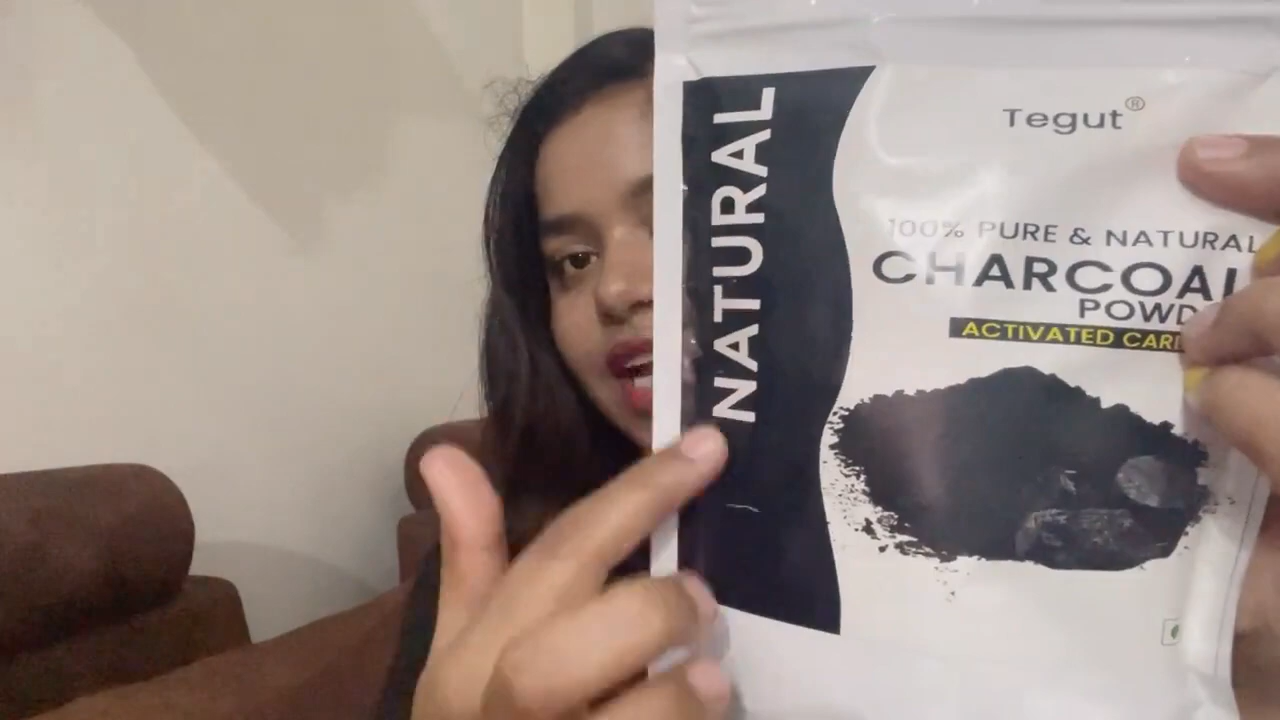 NATURAL
Tegut®
100% PURE & NATURAL
CHARCOAL
ACTIVATED